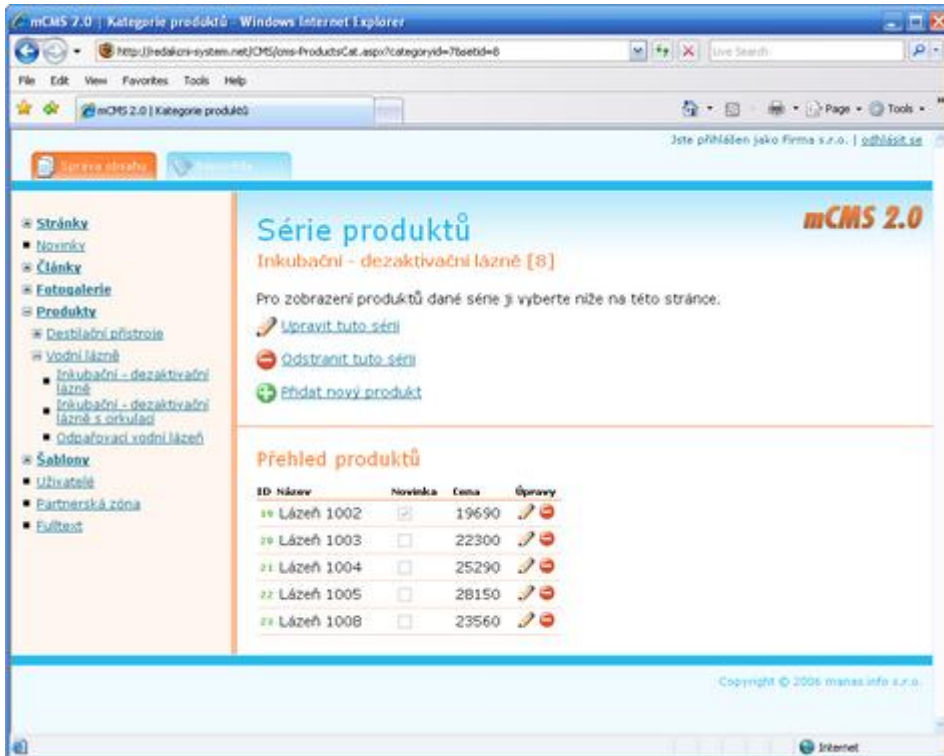 mCMS 2.0 | Kategorie produktů - Windows Internet Explorer
http://redakcni-system.net/CMS/cms-ProductsCat.aspx?categoryid=7&setid=8
Live Search
File Edit View Favorites Tools Help
mCMS 2.0 | Kategorie produktů
Page Tools
Jste přihlášen jako Firma s.r.o. | odhlásit se
Správa obsahu
mCMS 2.0
Stránky
Novinky
Články
Fotogalerie
Produkty
Destilační přístroje
Vodní lázně
Inkubační - dezaktivační
lázně
Inkubační - dezaktivační
lázně s cirkulací
Odpařovací vodní lázeň
Šablony
Uživatelé
Partnerská zóna
Fulltext
Série produktů
Inkubační - dezaktivační lázně [8]
Pro zobrazení produktů dané série ji vyberte níže na této stránce.
Upravit tuto sérii
Odstranit tuto sérii
Přidat nový produkt
Přehled produktů
ID Název Novinka Cena Úpravy
19 Lázeň 1002 19690
20 Lázeň 1003 22300
21 Lázeň 1004 25290
22 Lázeň 1005 28150
23 Lázeň 1008 23560
Copyright © 2006 manas.info s.r.o.
Internet